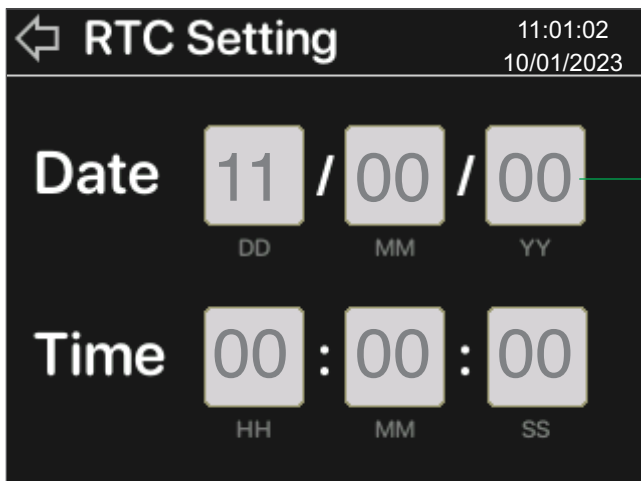 RTC Setting
11:01:02
10/01/2023
Date 11 / 00 / 00
DD MM YY
Time 00 : 00 : 00
HH MM SS